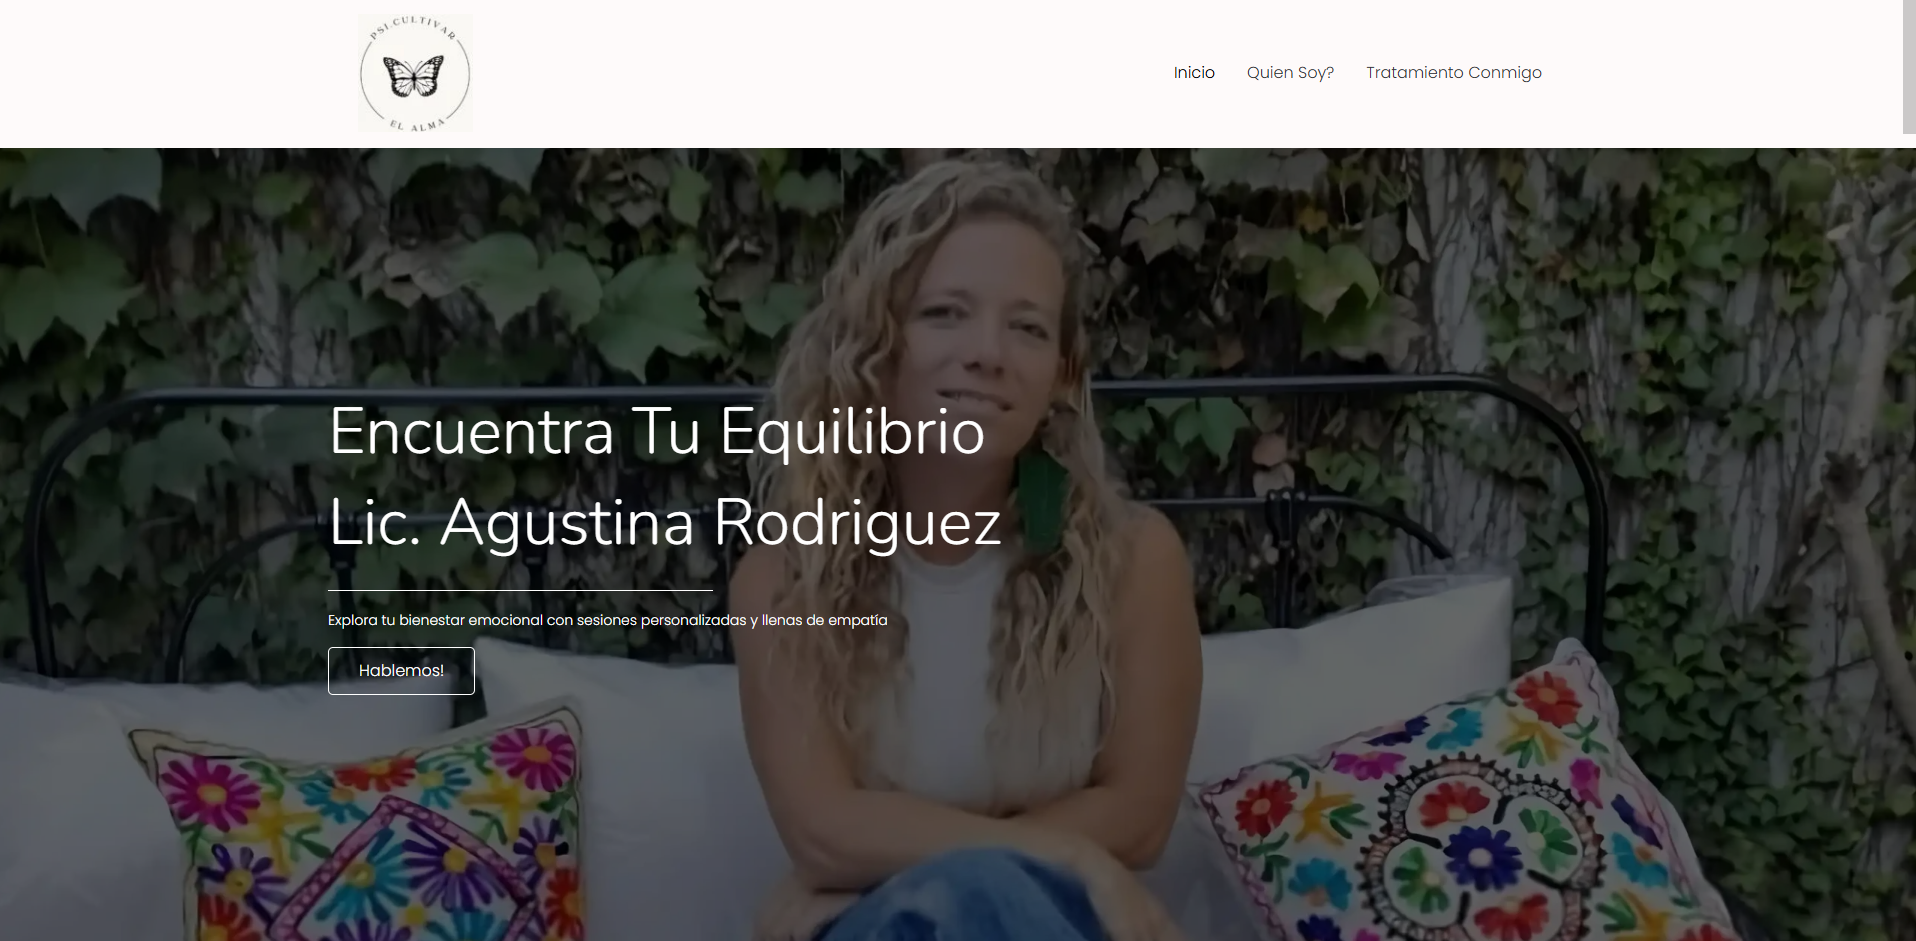 PSI.CULTIVAR
EL ALMA
Inicio
Quien Soy?
Tratamiento Conmigo
Encuentra Tu Equilibrio
Lic. Agustina Rodriguez
Explora tu bienestar emocional con sesiones personalizadas y llenas de empatía
Hablemos!